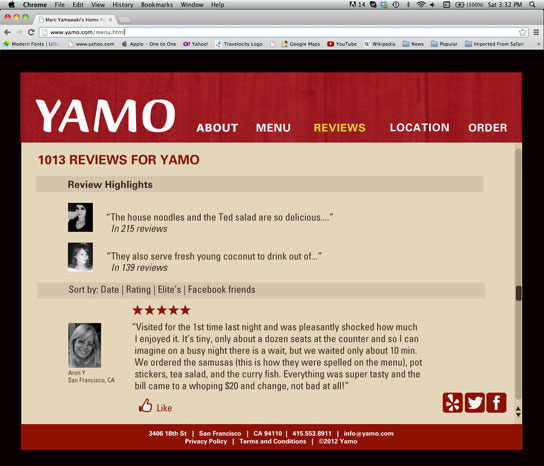 Chrome File Edit View History Bookmarks Window Help
14
(100%) Sat 3:32 PM
Marc Yamawaki's Home P
www.yamo.com/menu.html
Modern Fonts | Urb
www.yahoo.com
Apple - One to One
Yahoo!
Travelocity Logo
Google Maps
YouTube
Wikipedia
News
Popular
Imported From Safari
YAMO
ABOUT MENU REVIEWS LOCATION ORDER
1013 REVIEWS FOR YAMO
Review Highlights
“The house noodles and the Ted salad are so delicious....”
In 215 reviews
“They also serve fresh young coconut to drink out of...”
In 139 reviews
Sort by: Date | Rating | Elite's | Facebook friends
“Visited for the 1st time last night and was pleasantly shocked how much
I enjoyed it. It's tiny, only about a dozen seats at the counter and so I can
imagine on a busy night there is a wait, but we waited only about 10 min.
We ordered the samusas (this is how they were spelled on the menu), pot
stickers, tea salad, and the curry fish. Everything was super tasty and the
bill came to a whoping $20 and change, not bad at all!”
Aron Y
San Francisco, CA
Like
3406 18th St | San Francisco | CA 94110 | 415.553.8911 | info@yamo.com
Privacy Policy | Terms and Conditions | ©2012 Yamo